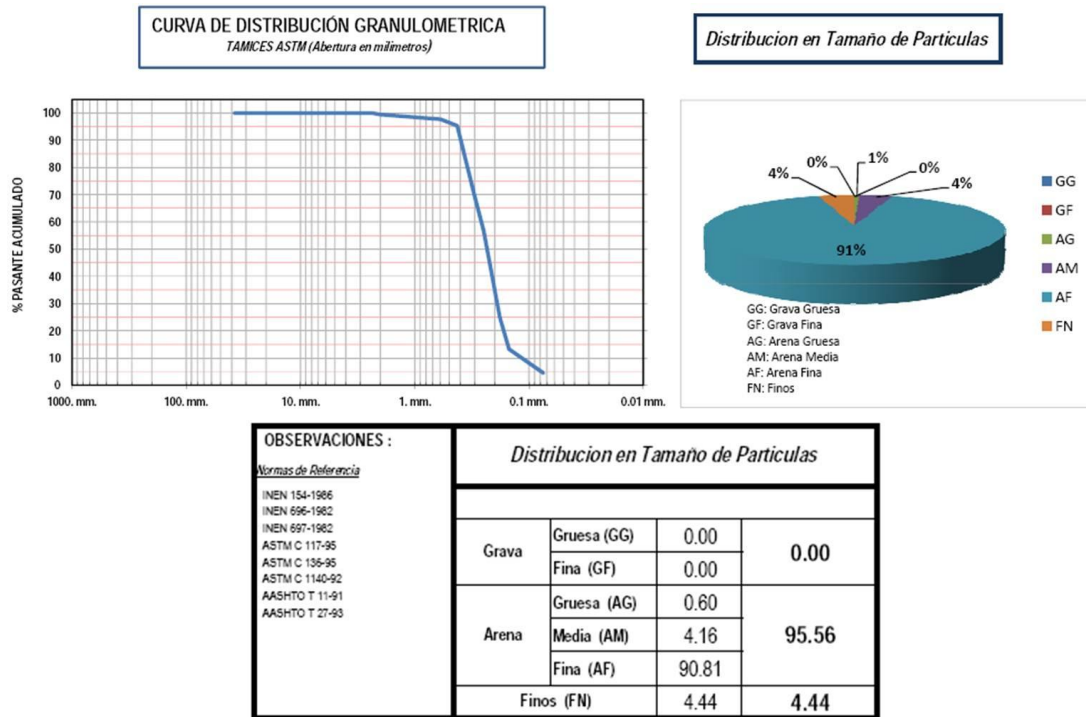 CURVA DE DISTRIBUCIÓN GRANULOMETRICA
TAMICES ASTM (Abertura en milimetros)
% PASANTE ACUMULADO
100
90
80
70
60
50
40
30
20
10
0
1000. mm.
100. mm.
10. mm.
1. mm.
0.1 mm.
0.01 mm.
Distribucion en Tamaño de Particulas
4%
0%
1%
0%
4%
91%
GG
GF
AG
AM
AF
FN
GG: Grava Gruesa
GF: Grava Fina
AG: Arena Gruesa
AM: Arena Media
AF: Arena Fina
FN: Finos
OBSERVACIONES :
Normas de Referencia
INEN 154-1986
INEN 696-1982
INEN 697-1982
ASTM C 117-95
ASTM C 136-95
ASTM C 1140-92
AASHTO T 11-91
AASHTO T 27-93
Distribucion en Tamaño de Particulas
Grava
Gruesa (GG) 0.00
Fina (GF) 0.00
0.00
Arena
Gruesa (AG) 0.60
Media (AM) 4.16
Fina (AF) 90.81
95.56
Finos (FN) 4.44 4.44